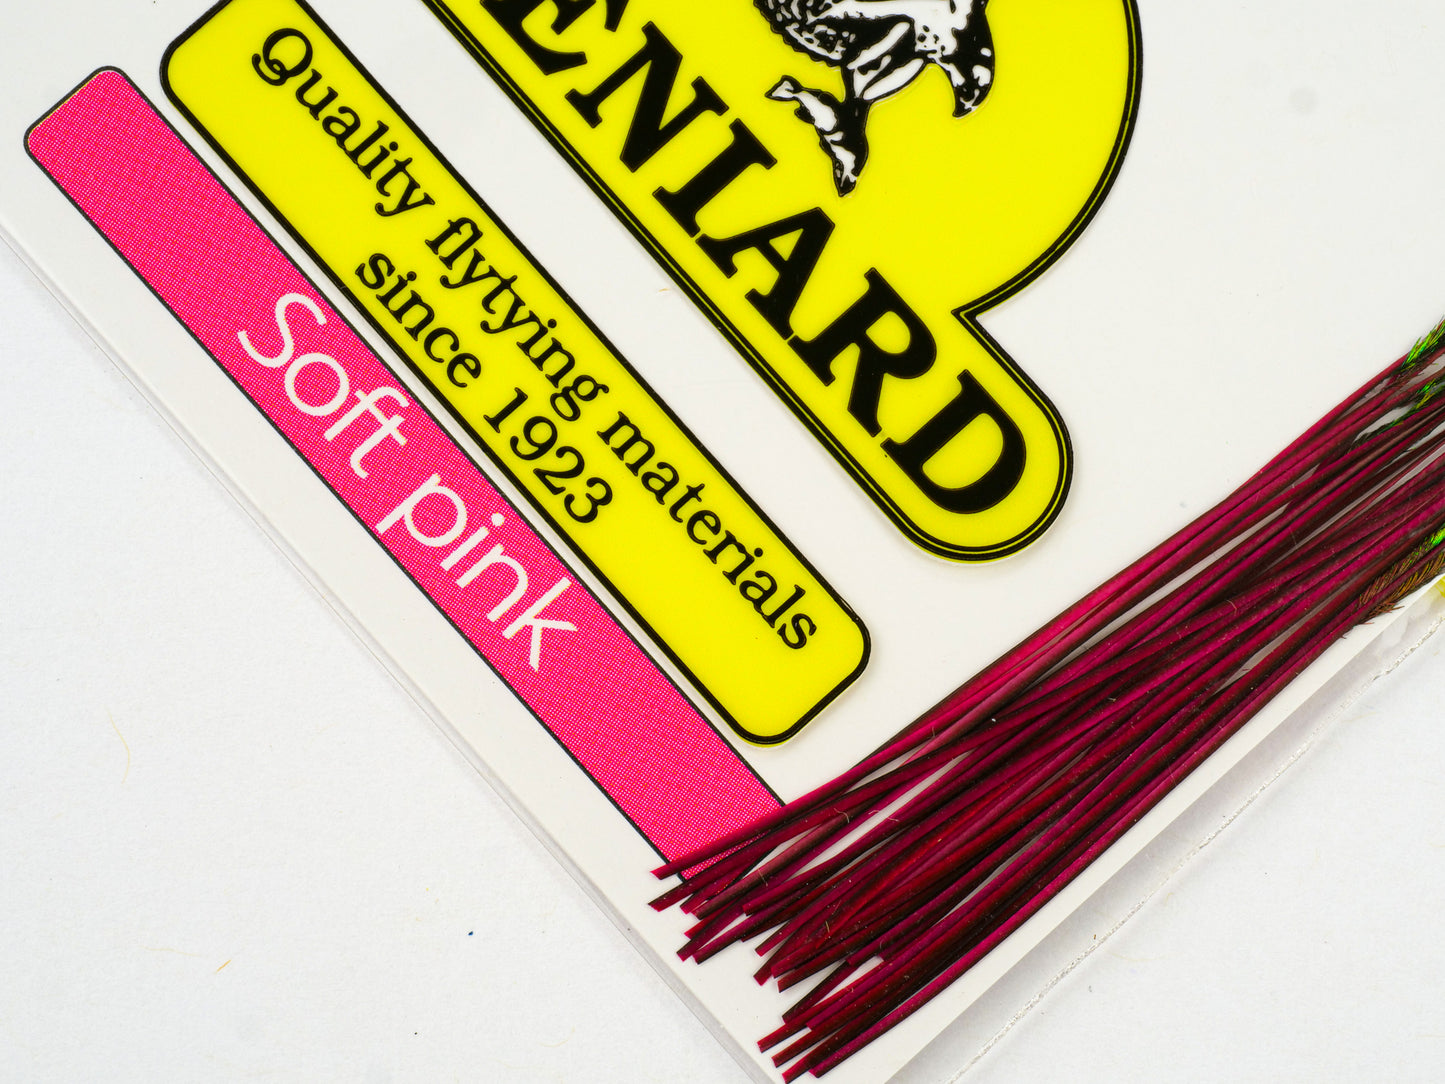 ENIARD
Quality flytying materials
since 1923
Soft pink